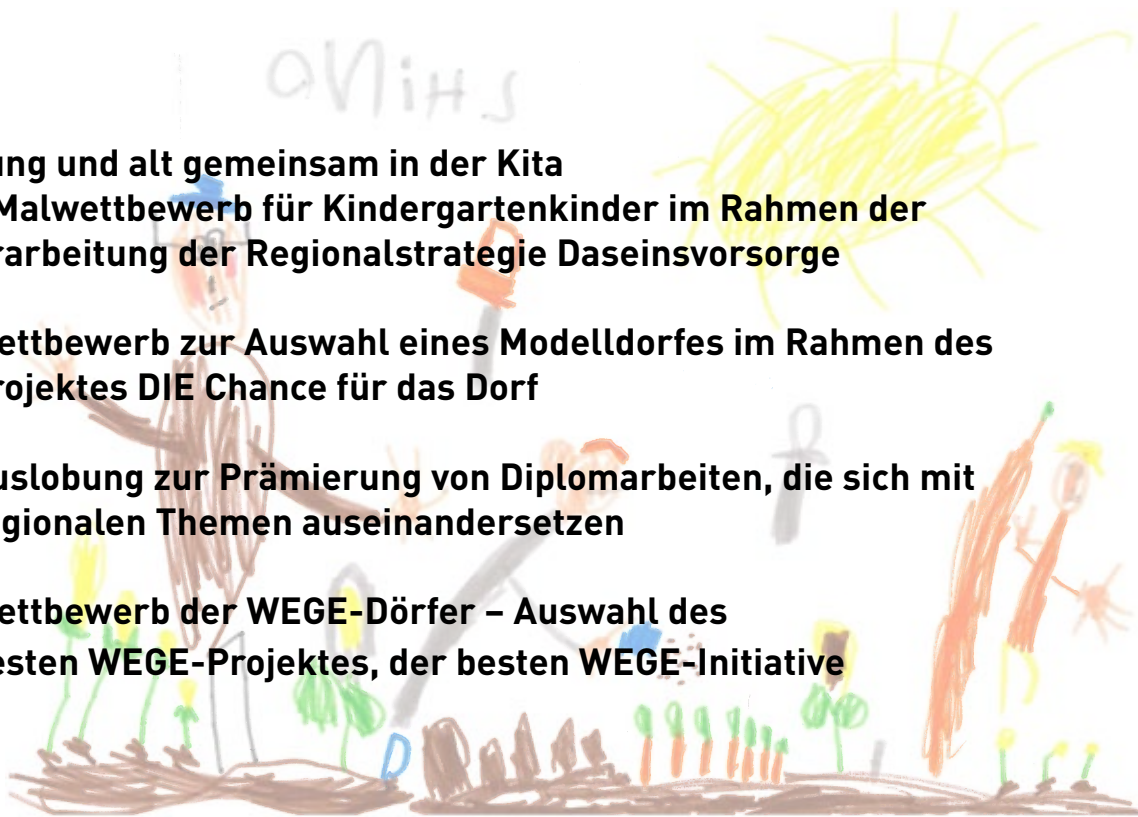 ung und alt gemeinsam in der Kita
Malwettbewerb für Kindergartenkinder im Rahmen der
rarbeitung der Regionalstrategie Daseinsvorsorge
ettbewerb zur Auswahl eines Modelldorfes im Rahmen des
rojektes DIE Chance für das Dorf
uslobung zur Prämierung von Diplomarbeiten, die sich mit
egionalen Themen auseinandersetzen
ettbewerb der WEGE-Dörfer – Auswahl des
esten WEGE-Projektes, der besten WEGE-Initiative